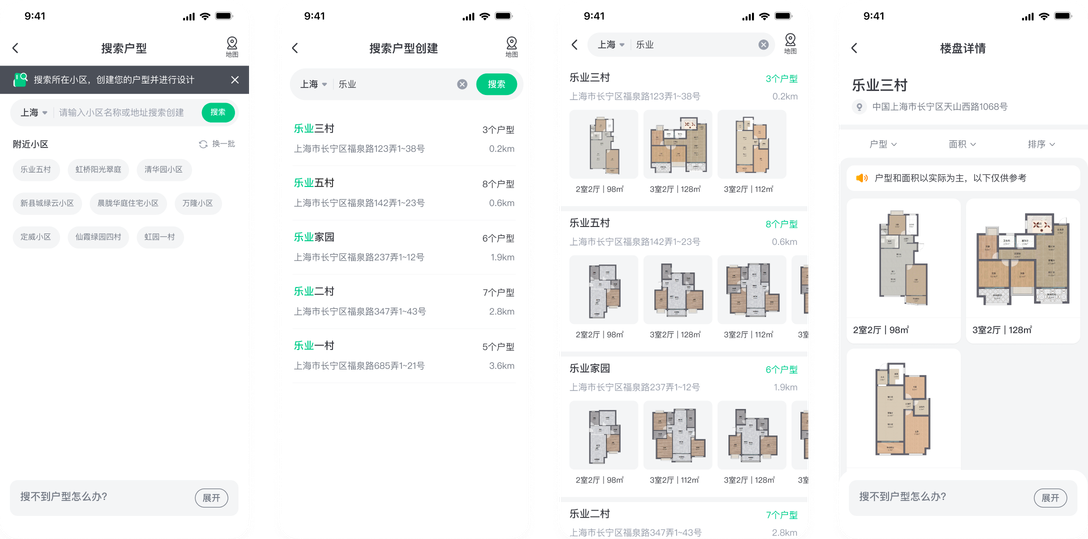 9:41
搜索户型
地图
搜索所在小区，创建您的户型并进行设计
上海
请输入小区名称或地址搜索创建
搜索
附近小区
换一批
乐业五村
虹桥阳光翠庭
清华园小区
新县城绿云小区
晨胧华庭住宅小区
万隆小区
定威小区
仙霞绿园四村
虹园一村
搜不到户型怎么办?
展开
9:41
搜索户型创建
地图
上海
乐业
搜索
乐业三村
3个户型
上海市长宁区福泉路123弄1~38号
0.2km
乐业五村
8个户型
上海市长宁区福泉路142弄1~23号
0.6km
乐业家园
6个户型
上海市长宁区福泉路237弄1~12号
1.9km
乐业二村
7个户型
上海市长宁区福泉路347弄1~43号
2.8km
乐业一村
5个户型
上海市长宁区福泉路685弄1~21号
3.6km
9:41
上海
乐业
地图
乐业三村
3个户型
上海市长宁区福泉路123弄1~38号
0.2km
2室2厅 | 98㎡
3室2厅 | 128㎡
3室2厅 | 112㎡
乐业五村
8个户型
上海市长宁区福泉路142弄1~23号
0.6km
2室2厅 | 98㎡
3室2厅 | 128㎡
3室2厅 | 112㎡
3室
乐业家园
6个户型
上海市长宁区福泉路237弄1~12号
1.9km
2室2厅 | 98㎡
3室2厅 | 112㎡
3室2厅 | 128㎡
3室
乐业二村
7个户型
上海市长宁区福泉路347弄1~43号
2.8km
9:41
楼盘详情
乐业三村
中国上海市长宁区天山西路1068号
户型
面积
排序
户型和面积以实际为主，以下仅供参考
2室2厅 | 98㎡
3室2厅 | 128㎡
搜不到户型怎么办?
展开